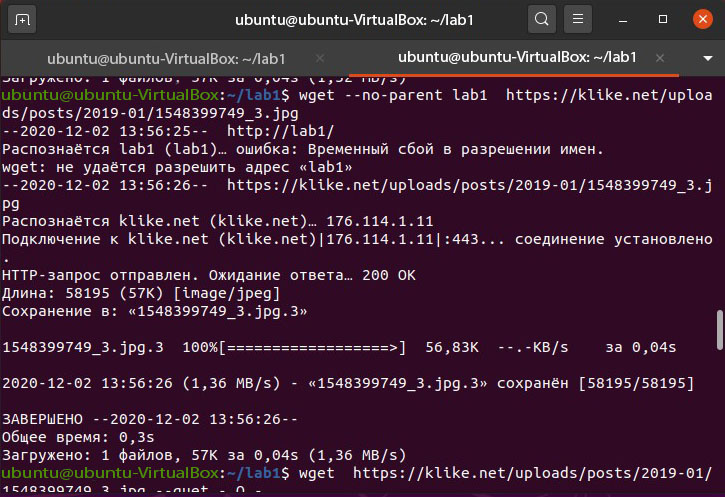 ubuntu@ubuntu-VirtualBox: ~/lab1
ubuntu@ubuntu-VirtualBox: ~/lab1 × ubuntu@ubuntu-VirtualBox: ~/lab1 ×
Загружено: 1 файлов, 57K за 0,04s (1,52 MB/s)
ubuntu@ubuntu-VirtualBox:~/lab1$ wget --no-parent lab1  https://klike.net/uploa
ds/posts/2019-01/1548399749_3.jpg
--2020-12-02 13:56:25--  http://lab1/
Распознаётся lab1 (lab1)… ошибка: Временный сбой в разрешении имен.
wget: не удаётся разрешить адрес «lab1»
--2020-12-02 13:56:26--  https://klike.net/uploads/posts/2019-01/1548399749_3.j
pg
Распознаётся klike.net (klike.net)… 176.114.1.11
Подключение к klike.net (klike.net)|176.114.1.11|:443... соединение установлено
.
HTTP-запрос отправлен. Ожидание ответа… 200 OK
Длина: 58195 (57K) [image/jpeg]
Сохранение в: «1548399749_3.jpg.3»
1548399749_3.jpg.3  100%[==================>]  56,83K  --.-KB/s    за 0,04s
2020-12-02 13:56:26 (1,36 MB/s) - «1548399749_3.jpg.3» сохранён [58195/58195]
ЗАВЕРШЕНО --2020-12-02 13:56:26--
Общее время: 0,3s
Загружено: 1 файлов, 57K за 0,04s (1,36 MB/s)
ubuntu@ubuntu-VirtualBox:~/lab1$ wget  https://klike.net/uploads/posts/2019-01/
1548399749_3.jpg --quet - O -